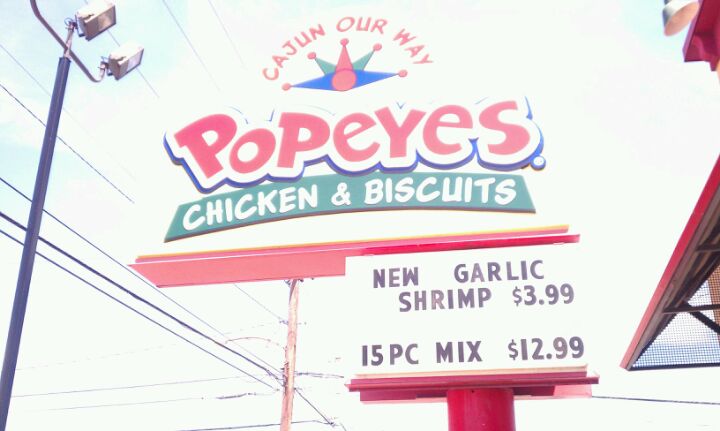 CAJUN OUR WAY
POPEYES
CHICKEN & BISCUITS
NEW GARLIC
SHRIMP $3.99
15PC MIX $12.99